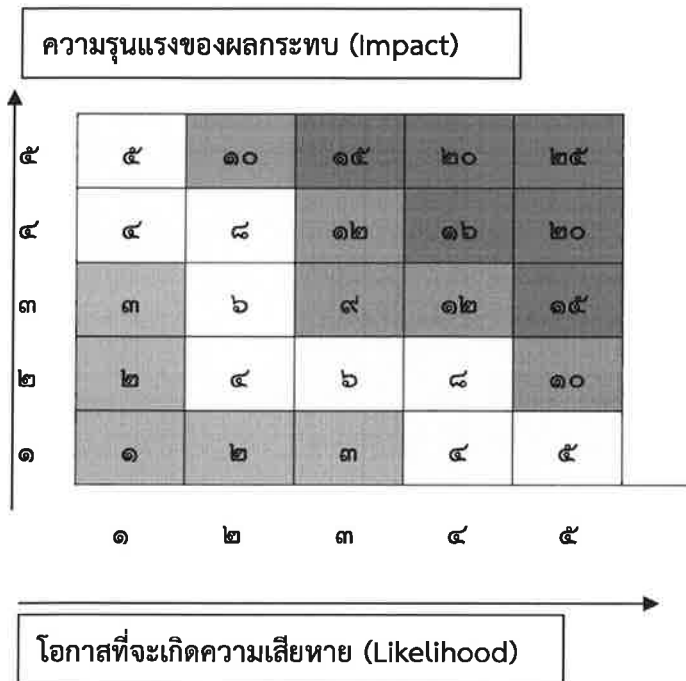 ความรุนแรงของผลกระทบ (Impact)
๕ ๕ ๑๐ ๑๕ ๒๐ ๒๕
๔ ๔ ๘ ๑๒ ๑๖ ๒๐
๓ ๓ ๖ ๙ ๑๒ ๑๕
๒ ๒ ๔ ๖ ๘ ๑๐
๑ ๑ ๒ ๓ ๔ ๕
๑ ๒ ๓ ๔ ๕
โอกาสที่จะเกิดความเสียหาย (Likelihood)